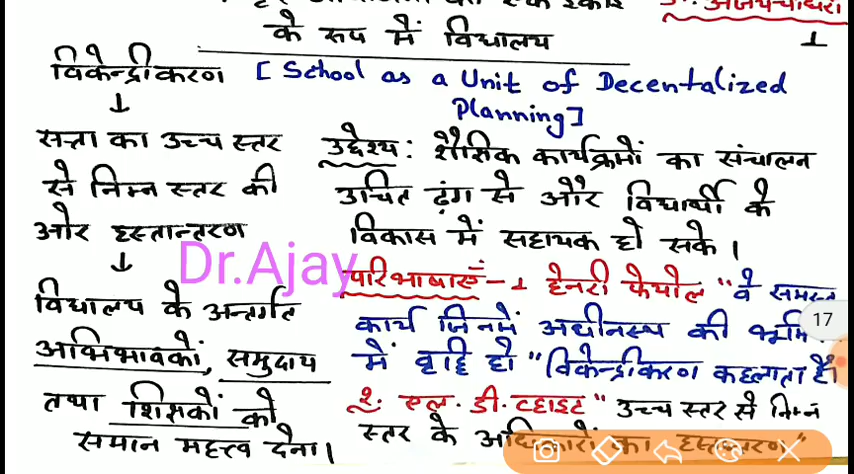 के रूप में विद्यालय
[ School as a Unit of Decentalized
Planning]
विकेन्द्रीकरण
↓
सत्ता का उच्च स्तर
से निम्न स्तर की
ओर हस्तान्तरण
↓
विद्यालय के अन्तर्गत
अभिभावकों, समुदाय
तथा शिक्षकों को
समान महत्त्व देना।
उद्देश्य: शैक्षिक कार्यक्रमों का संचालन
उचित ढ़ंग से और विद्यार्थी के
विकास में सहायक हो सके।
परिभाषाएँ-1 हेनरी फेयोल "वे समस्त
कार्य जिनमें अधीनस्थ की
में वृद्धि हो "विकेन्द्रीकरण कहलाता है।
2. एल. डी. व्हाइट" उच्च स्तर से निम्न
स्तर के अधिकारों का हस्तान्तरण"
Dr.Ajay
17